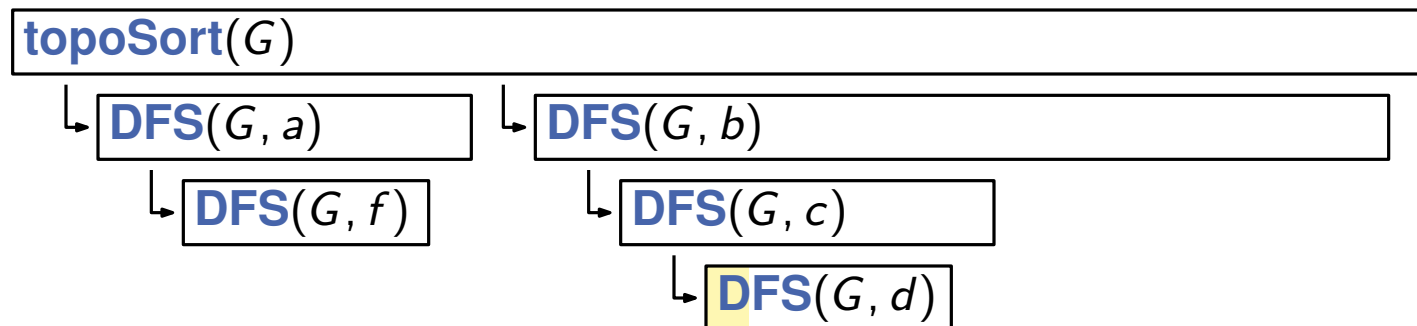 topoSort(G)
DFS(G, a) DFS(G, b)
DFS(G, f) DFS(G, c)
DFS(G, d)